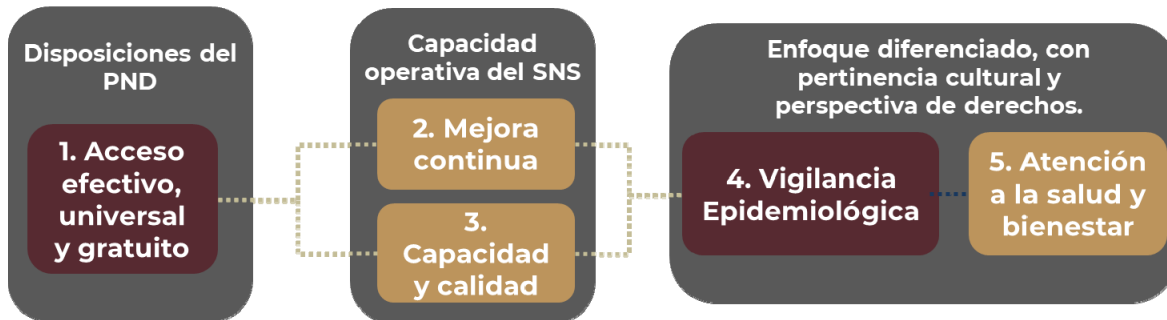 Disposiciones del
PND
1. Acceso
efectivo,
universal
y gratuito
Capacidad
operativa del SNS
2. Mejora
continua
3.
Capacidad
y calidad
Enfoque diferenciado, con
pertinencia cultural y
perspectiva de derechos.
4. Vigilancia
Epidemiológica
5. Atención
a la salud y
bienestar